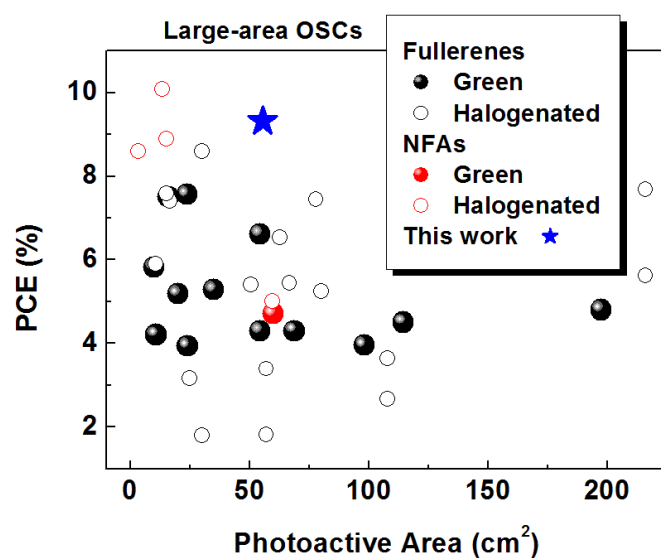 Large-area OSCs
Fullerenes
Green
Halogenated
NFAs
Green
Halogenated
This work
10
8
6
4
2
PCE (%)
0
50
100
150
200
Photoactive Area (cm²)